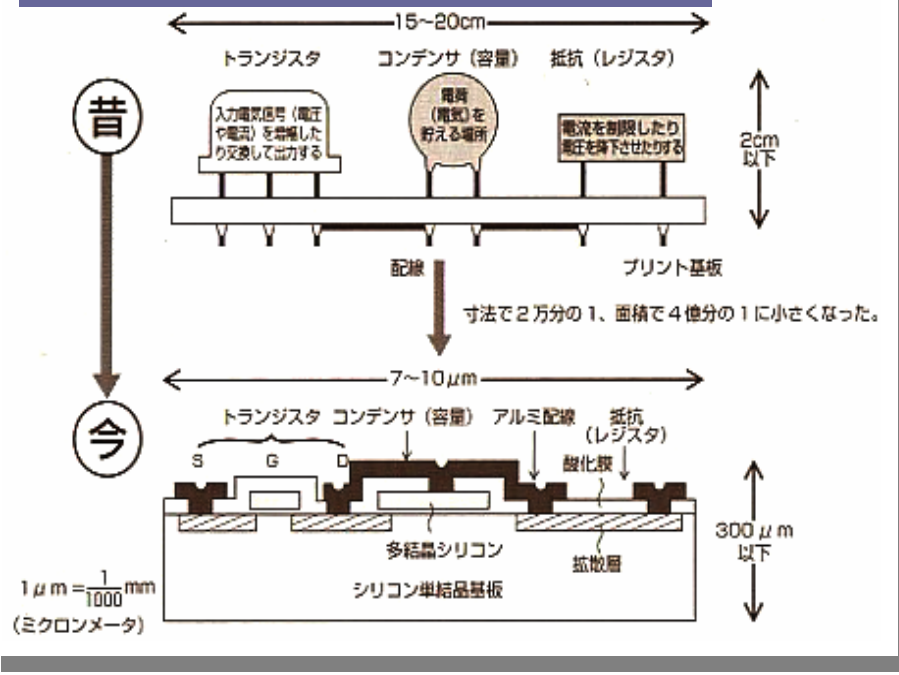 15~20cm
トランジスタ
コンデンサ（容量）
抵抗（レジスタ）
昔
入力電気信号（電圧
や電流）を増幅した
り交換して出力する
電荷
（電気）を
貯える場所
電流を制限したり
電圧を降下させたりする
2cm
以下
配線
プリント基板
寸法で2万分の1、面積で4億分の1に小さくなった。
7~10μm
今
トランジスタ
コンデンサ（容量）
アルミ配線
抵抗
（レジスタ）
S
G
D
酸化膜
多結晶シリコン
拡散層
シリコン単結品基板
300μm
以下
1μm=1/1000mm
（ミクロンメータ）